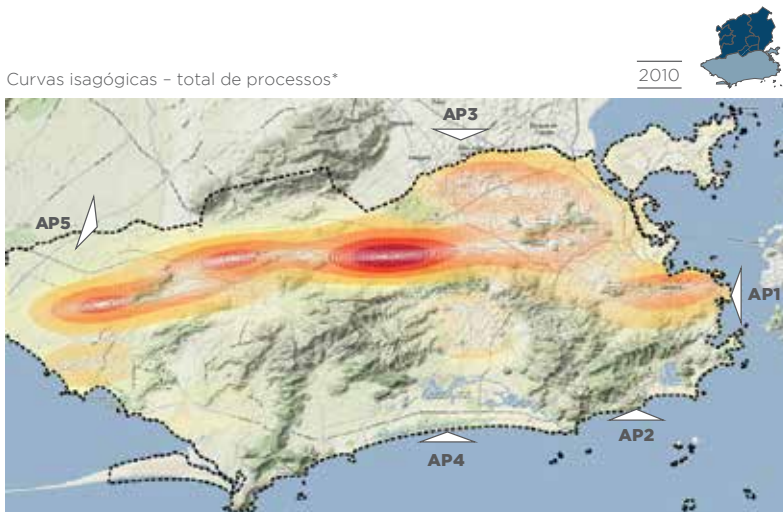 Curvas isagógicas – total de processos*
2010
AP3
AP5
AP1
AP2
AP4